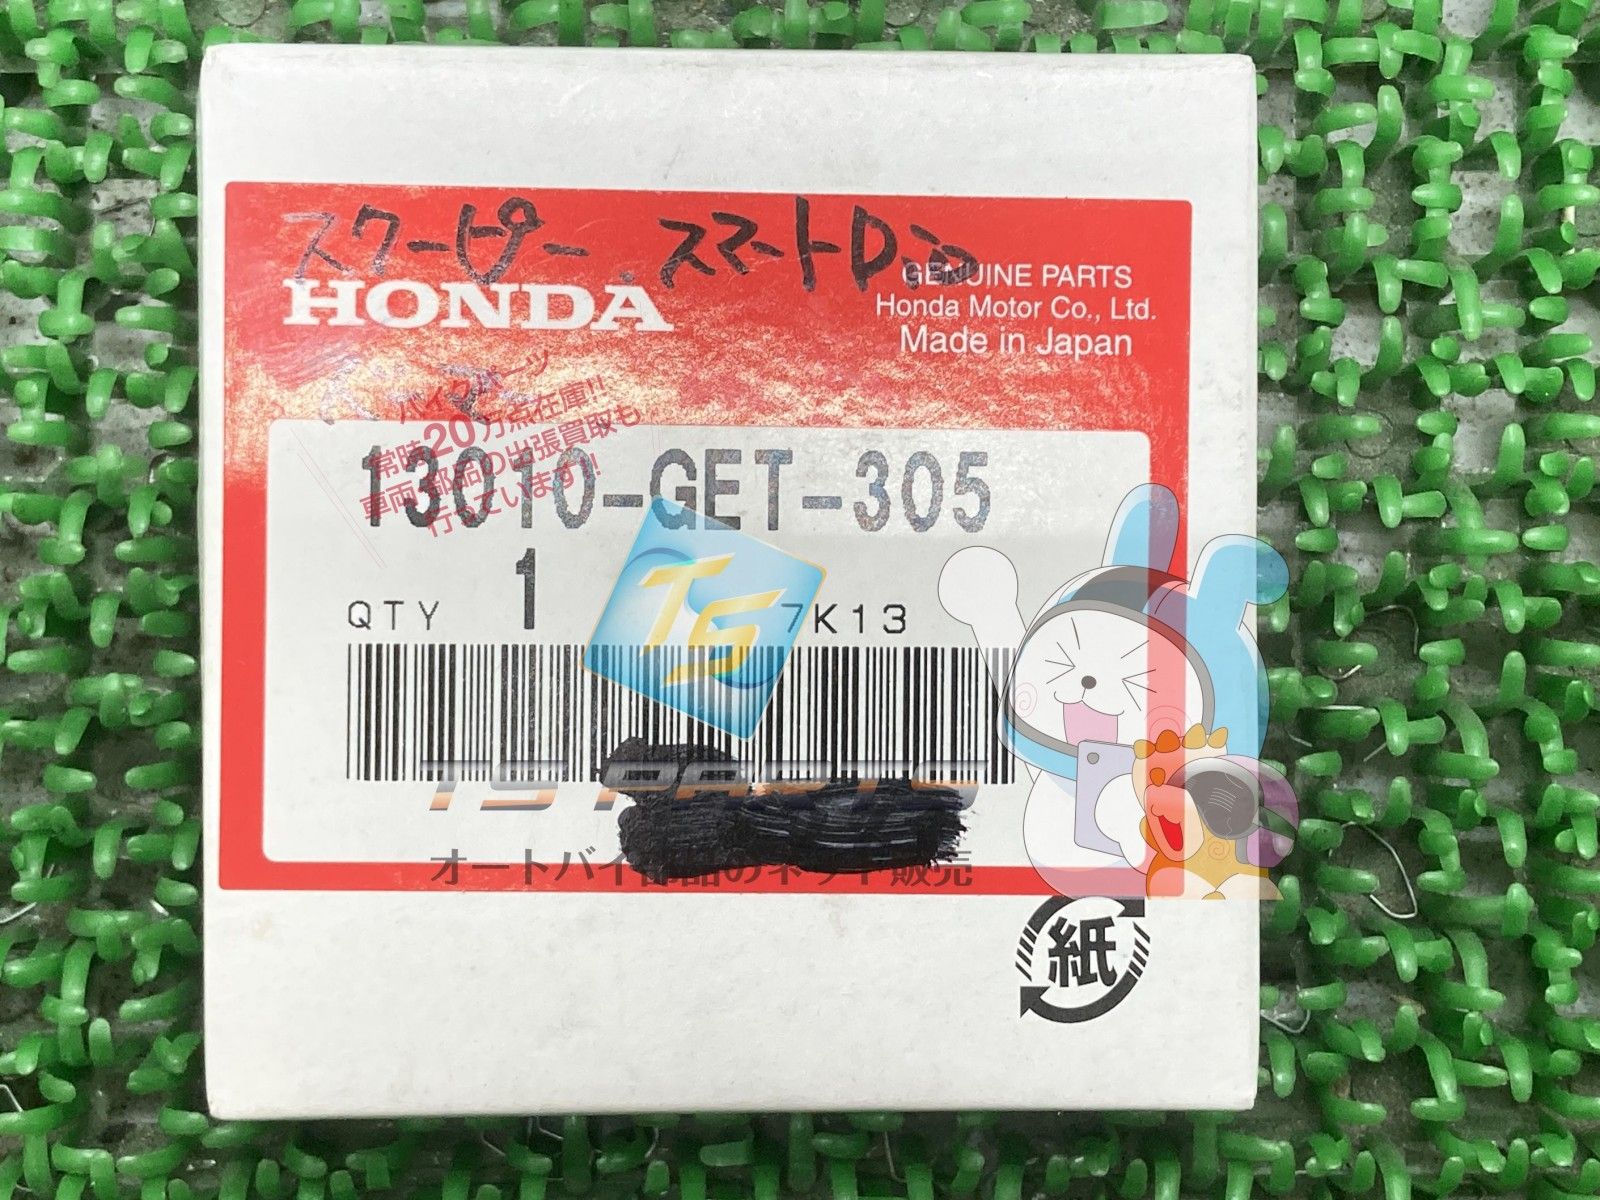 スクーピー . スマートDio
HONDA
GENUINE PARTS
Honda Motor Co., Ltd.
Made in Japan
バイクパーツ
常時20万点在庫!!
車両・部品の出張買取も
行っています!!
13010-GET-305
1
QTY
7K13
TS
TS PARTS
オートバイ部品のネット販売
紙